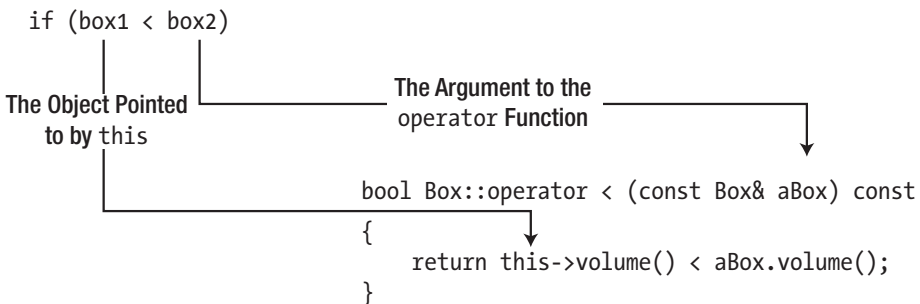 if (box1 < box2)
The Object Pointed
to by this
The Argument to the
operator Function
bool Box::operator < (const Box& aBox) const
{
return this->volume() < aBox.volume();
}